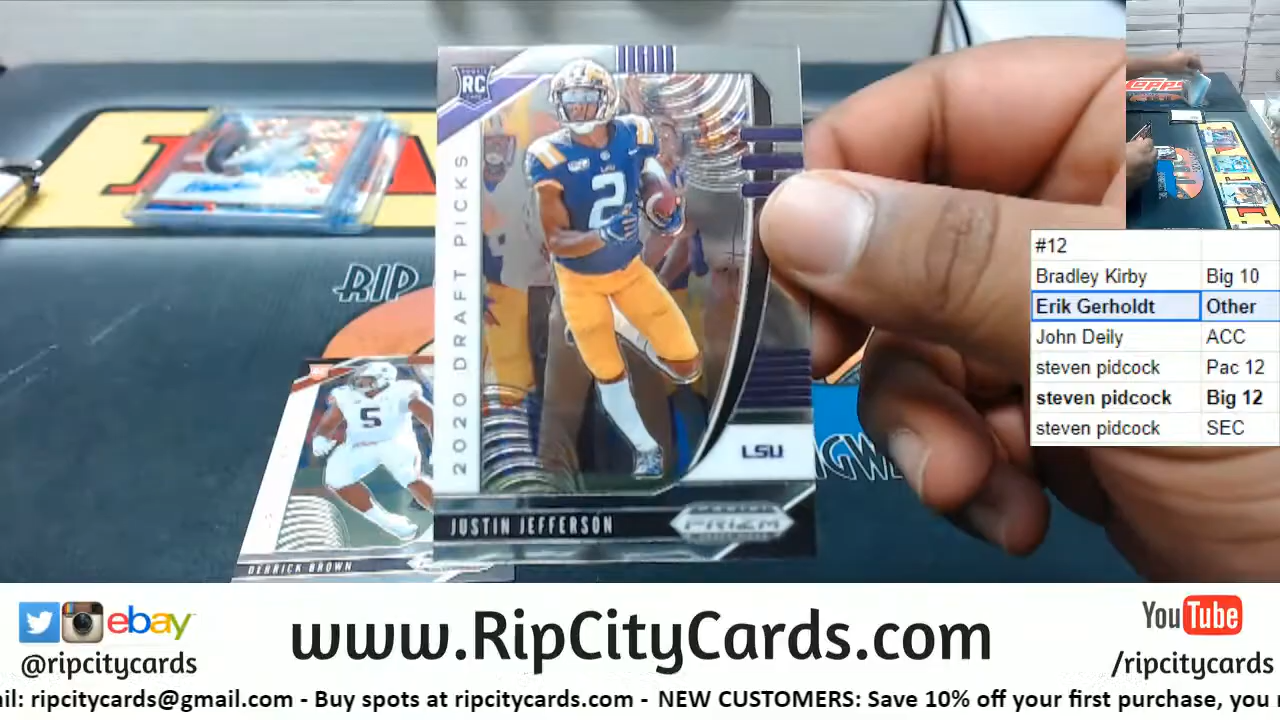 RC
2020 DRAFT PICKS
2
LSU
JUSTIN JEFFERSON
PRIZM
5
DERRICK BROWN
RIP
Topps
#12
Bradley Kirby Big 10
Erik Gerholdt Other
John Deily ACC
steven pidcock Pac 12
steven pidcock Big 12
steven pidcock SEC
ebay
@ripcitycards
www.RipCityCards.com
YouTube
/ripcitycards
ail: ripcitycards@gmail.com - Buy spots at ripcitycards.com - NEW CUSTOMERS: Save 10% off your first purchase, you